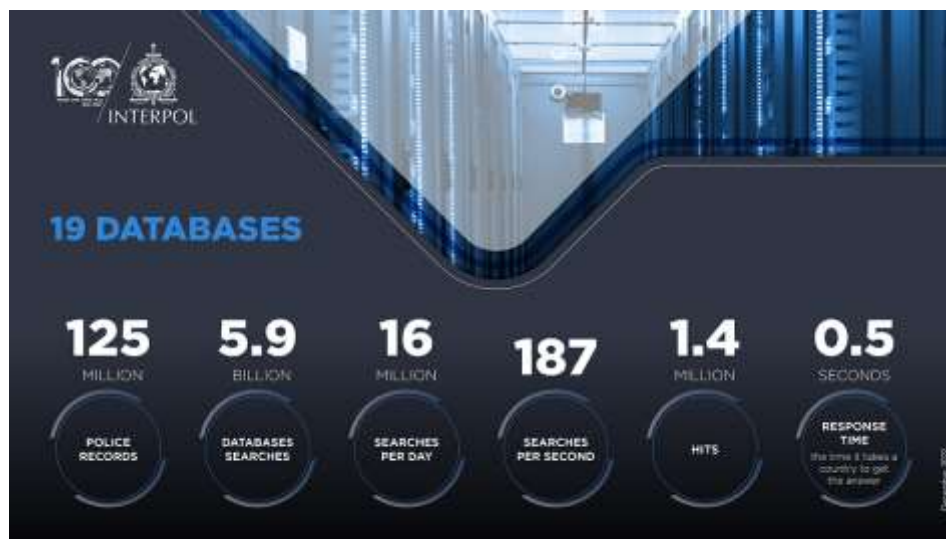 INTERPOL
19 DATABASES
125
MILLION
POLICE
RECORDS
5.9
BILLION
DATABASES
SEARCHES
16
MILLION
SEARCHES
PER DAY
187
SEARCHES
PER SECOND
1.4
MILLION
HITS
0.5
SECONDS
RESPONSE
TIME
the time it takes a
country to get
the answer